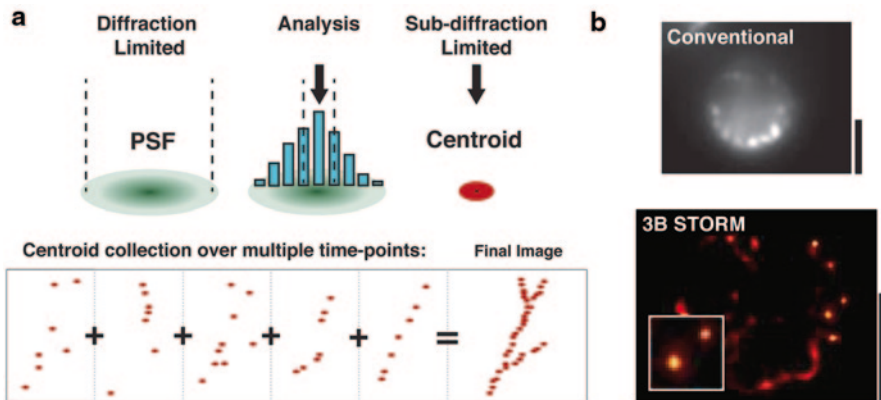 a
Diffraction
Limited
Analysis
Sub-diffraction
Limited
PSF
Centroid
Centroid collection over multiple time-points:
Final Image
+ + + + =
b
Conventional
3B STORM